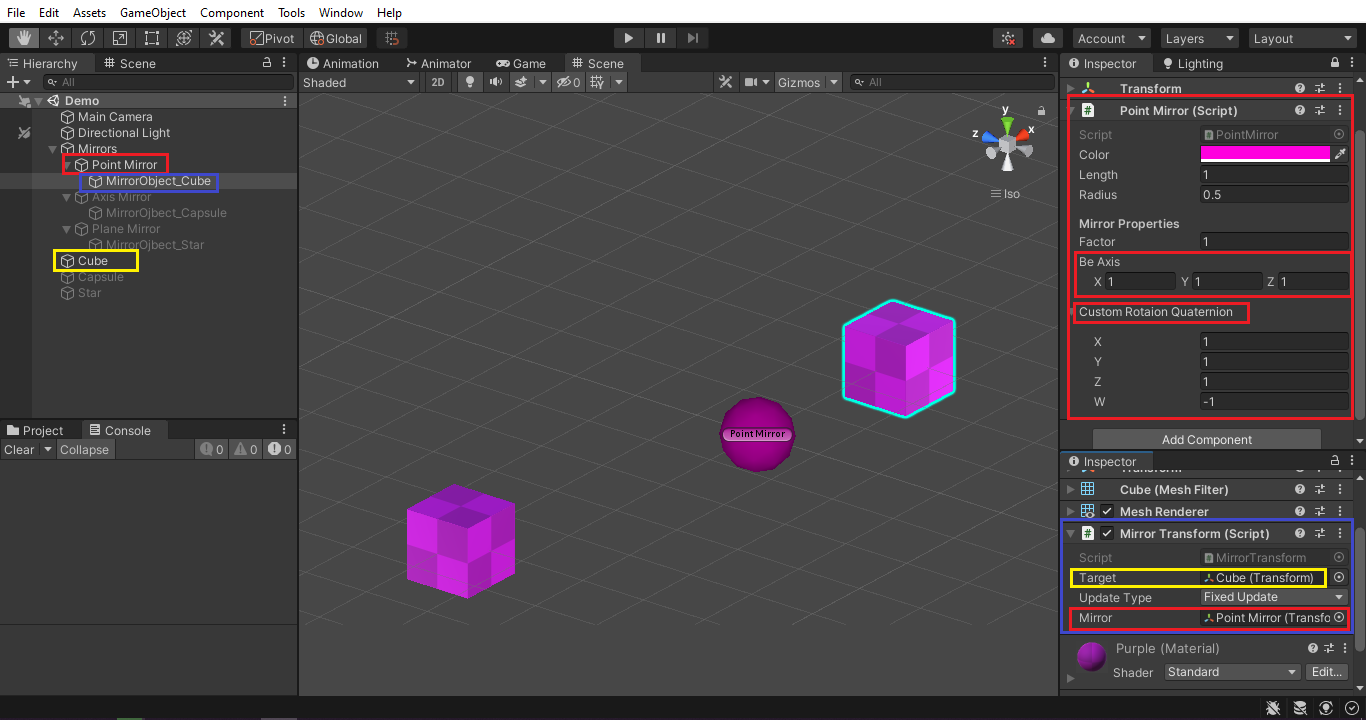 File Edit Assets GameObject Component Tools Window Help
Pivot Global Account Layers Layout
Hierarchy Scene
All
Demo
Main Camera
Directional Light
Mirrors
Point Mirror
MirrorObject_Cube
Axis Mirror
MirrorOjbect_Capsule
Plane Mirror
MirrorOjbect_Star
Cube
Capsule
Star
Project Console
Clear Collapse 0 0 0
Animation Animator Game Scene
Shaded 2D 0 Gizmos All
y
z x
Iso
Point Mirror
Inspector Lighting
Transform
Point Mirror (Script)
Script PointMirror
Color
Length 1
Radius 0.5
Mirror Properties
Factor 1
Be Axis
X 1 Y 1 Z 1
Custom Rotaion Quaternion
X 1
Y 1
Z 1
W -1
Add Component
Inspector
Transform
Cube (Mesh Filter)
Mesh Renderer
Mirror Transform (Script)
Script MirrorTransform
Target Cube (Transform)
Update Type Fixed Update
Mirror Point Mirror (Transfo
Purple (Material)
Shader Standard Edit...